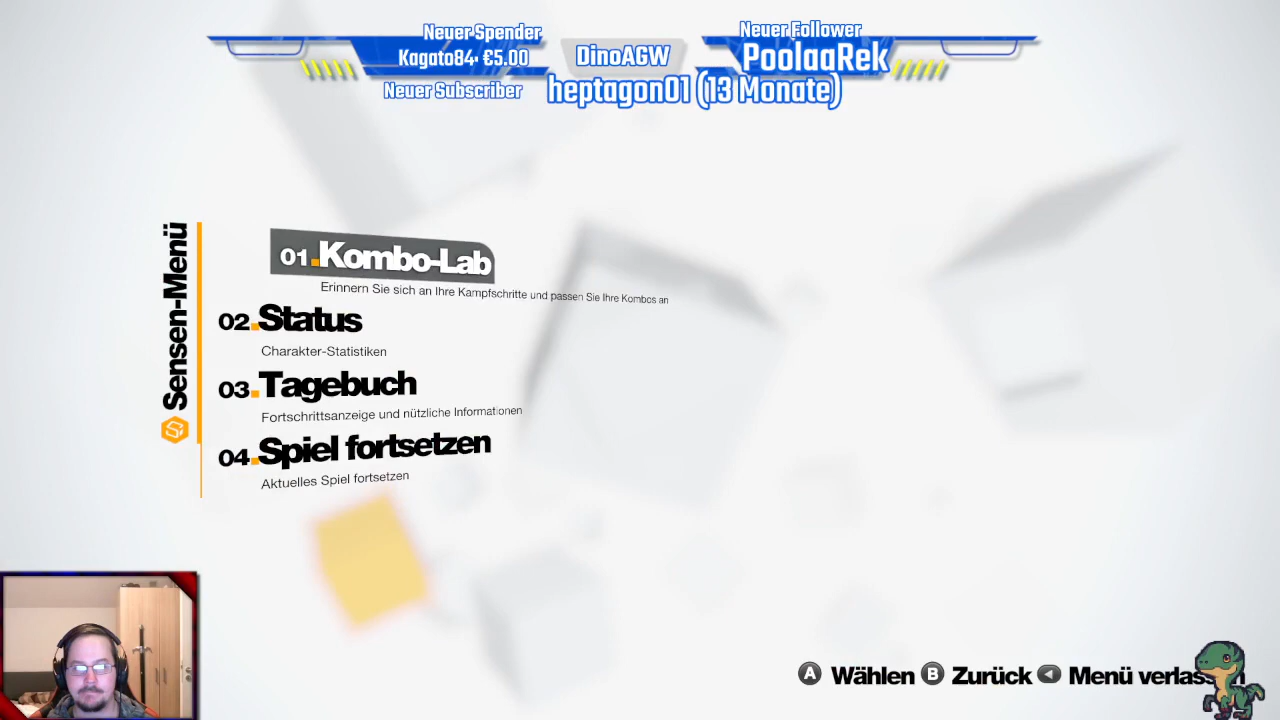 Neuer Spender
Kagato84: €5.00
DinoAGW
Neuer Follower
PoolaaRek
Neuer Subscriber
heptagon01 (13 Monate)
Sensen-Menü
01.Kombo-Lab
Erinnern Sie sich an Ihre Kampfschritte und passen Sie Ihre Kombos an
02.Status
Charakter-Statistiken
03.Tagebuch
Fortschrittsanzeige und nützliche Informationen
04.Spiel fortsetzen
Aktuelles Spiel fortsetzen
A Wählen B Zurück Menü verlass